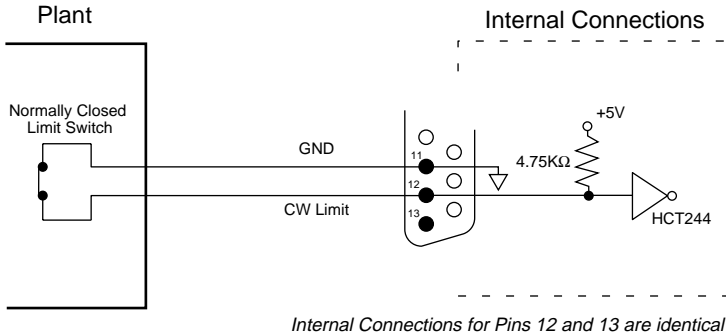 Plant
Internal Connections
Normally Closed
Limit Switch
+5V
GND
11
4.75KΩ
12
CW Limit
13
HCT244
Internal Connections for Pins 12 and 13 are identical